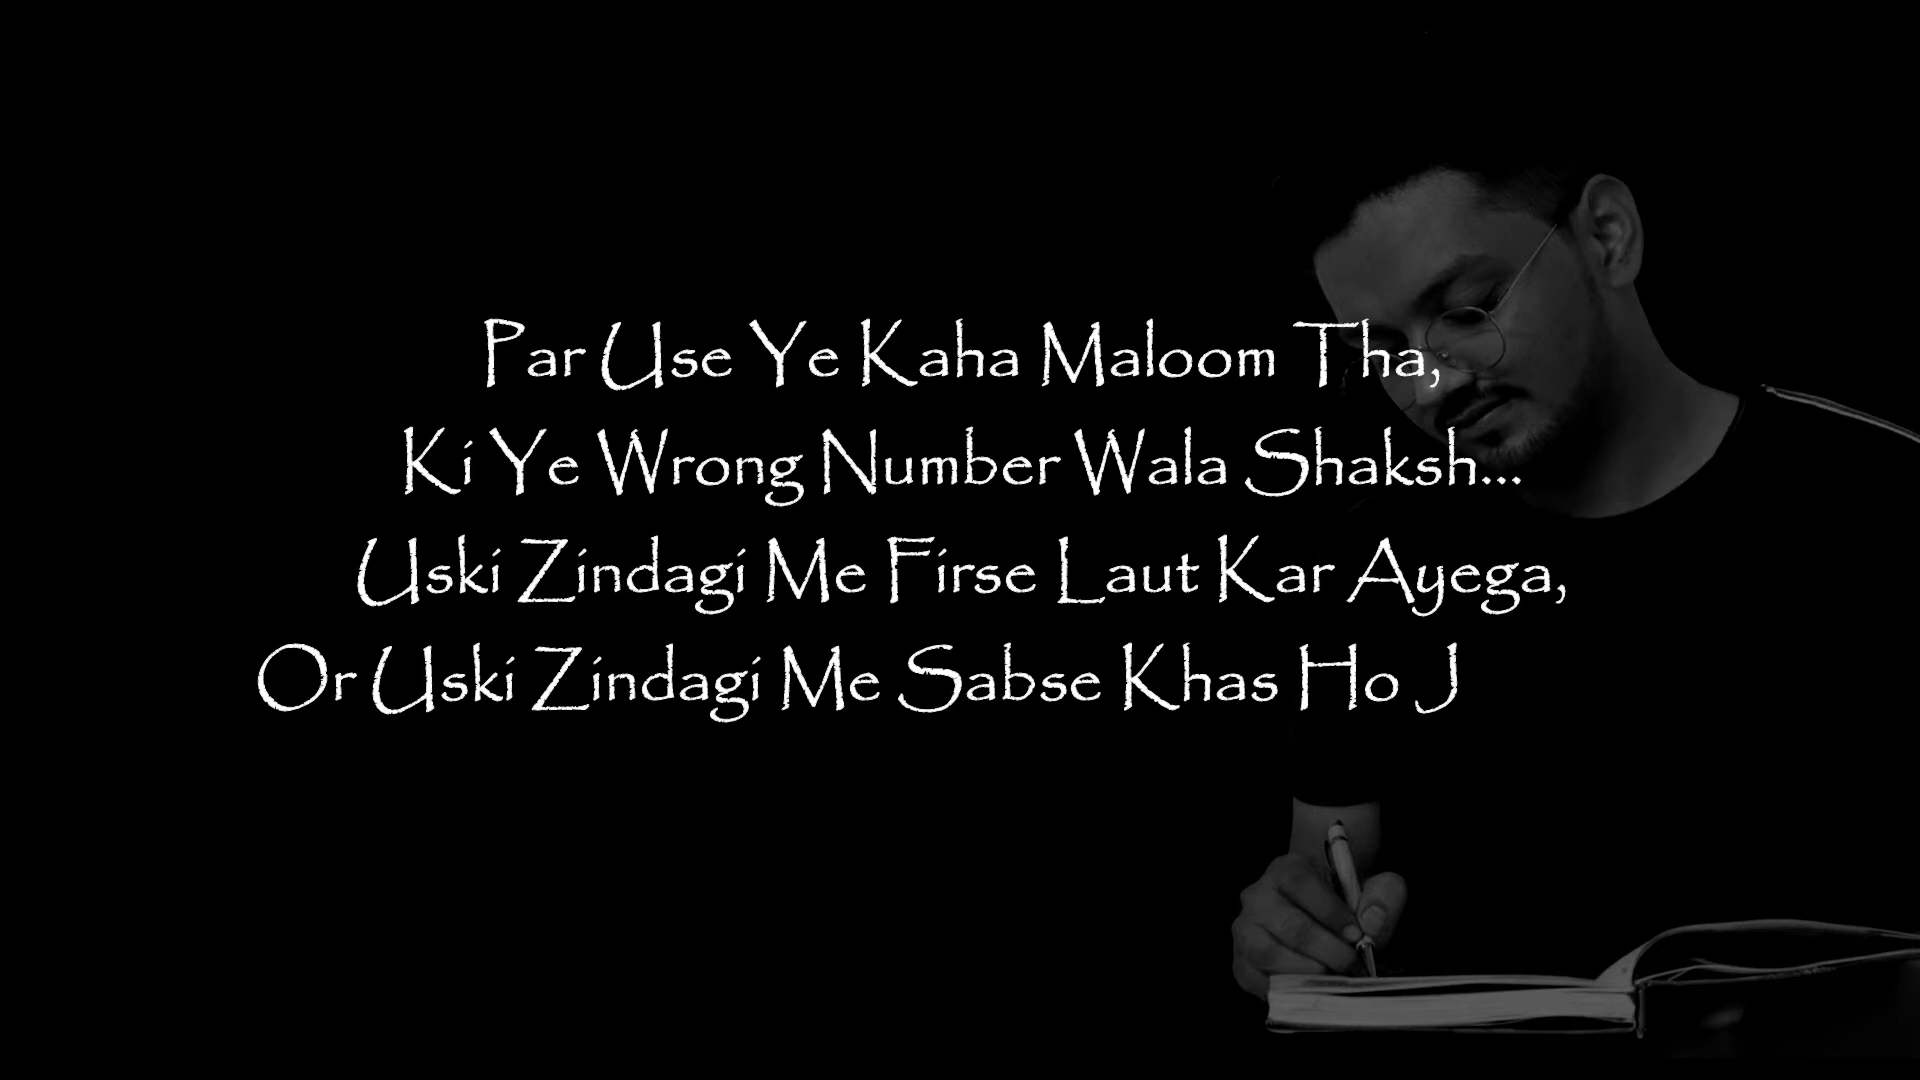 Par Use Ye Kaha Maloom Tha,
Ki Ye Wrong Number Wala Shaksh...
Uski Zindagi Me Firse Laut Kar Ayega,
Or Uski Zindagi Me Sabse Khas Ho J